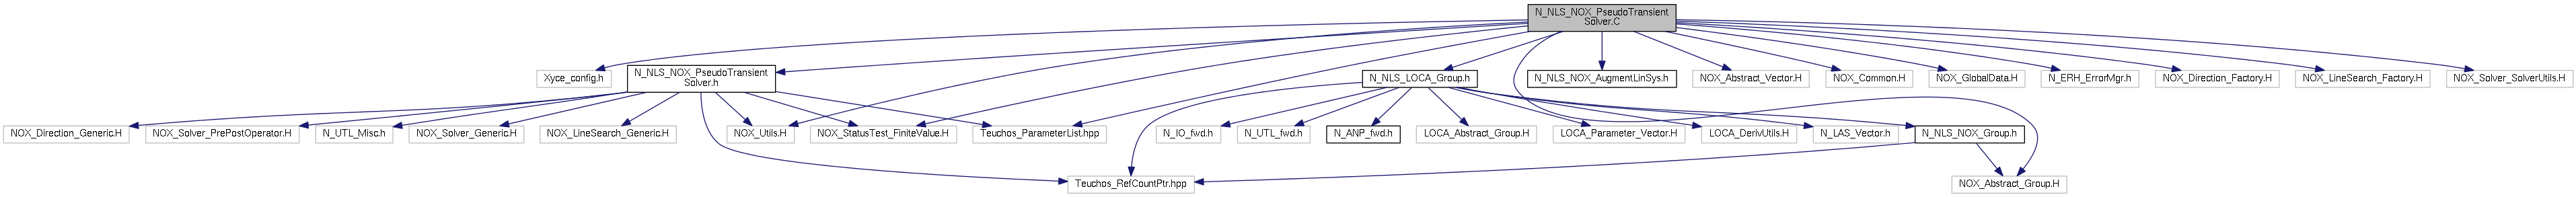 N_NLS_NOX_PseudoTransient
Solver.C
Xyce_config.h
N_NLS_NOX_PseudoTransient
Solver.h
N_NLS_LOCA_Group.h
N_NLS_NOX_AugmentLinSys.h
NOX_Abstract_Vector.H
NOX_Common.H
NOX_GlobalData.H
N_ERH_ErrorMgr.h
NOX_Direction_Factory.H
NOX_LineSearch_Factory.H
NOX_Solver_SolverUtils.H
NOX_Direction_Generic.H
NOX_Solver_PrePostOperator.H
N_UTL_Misc.h
NOX_Solver_Generic.H
NOX_LineSearch_Generic.H
NOX_Utils.H
NOX_StatusTest_FiniteValue.H
Teuchos_ParameterList.hpp
N_IO_fwd.h
N_UTL_fwd.h
N_ANP_fwd.h
LOCA_Abstract_Group.H
LOCA_Parameter_Vector.H
LOCA_DerivUtils.H
N_LAS_Vector.h
N_NLS_NOX_Group.h
Teuchos_RefCountPtr.hpp
NOX_Abstract_Group.H